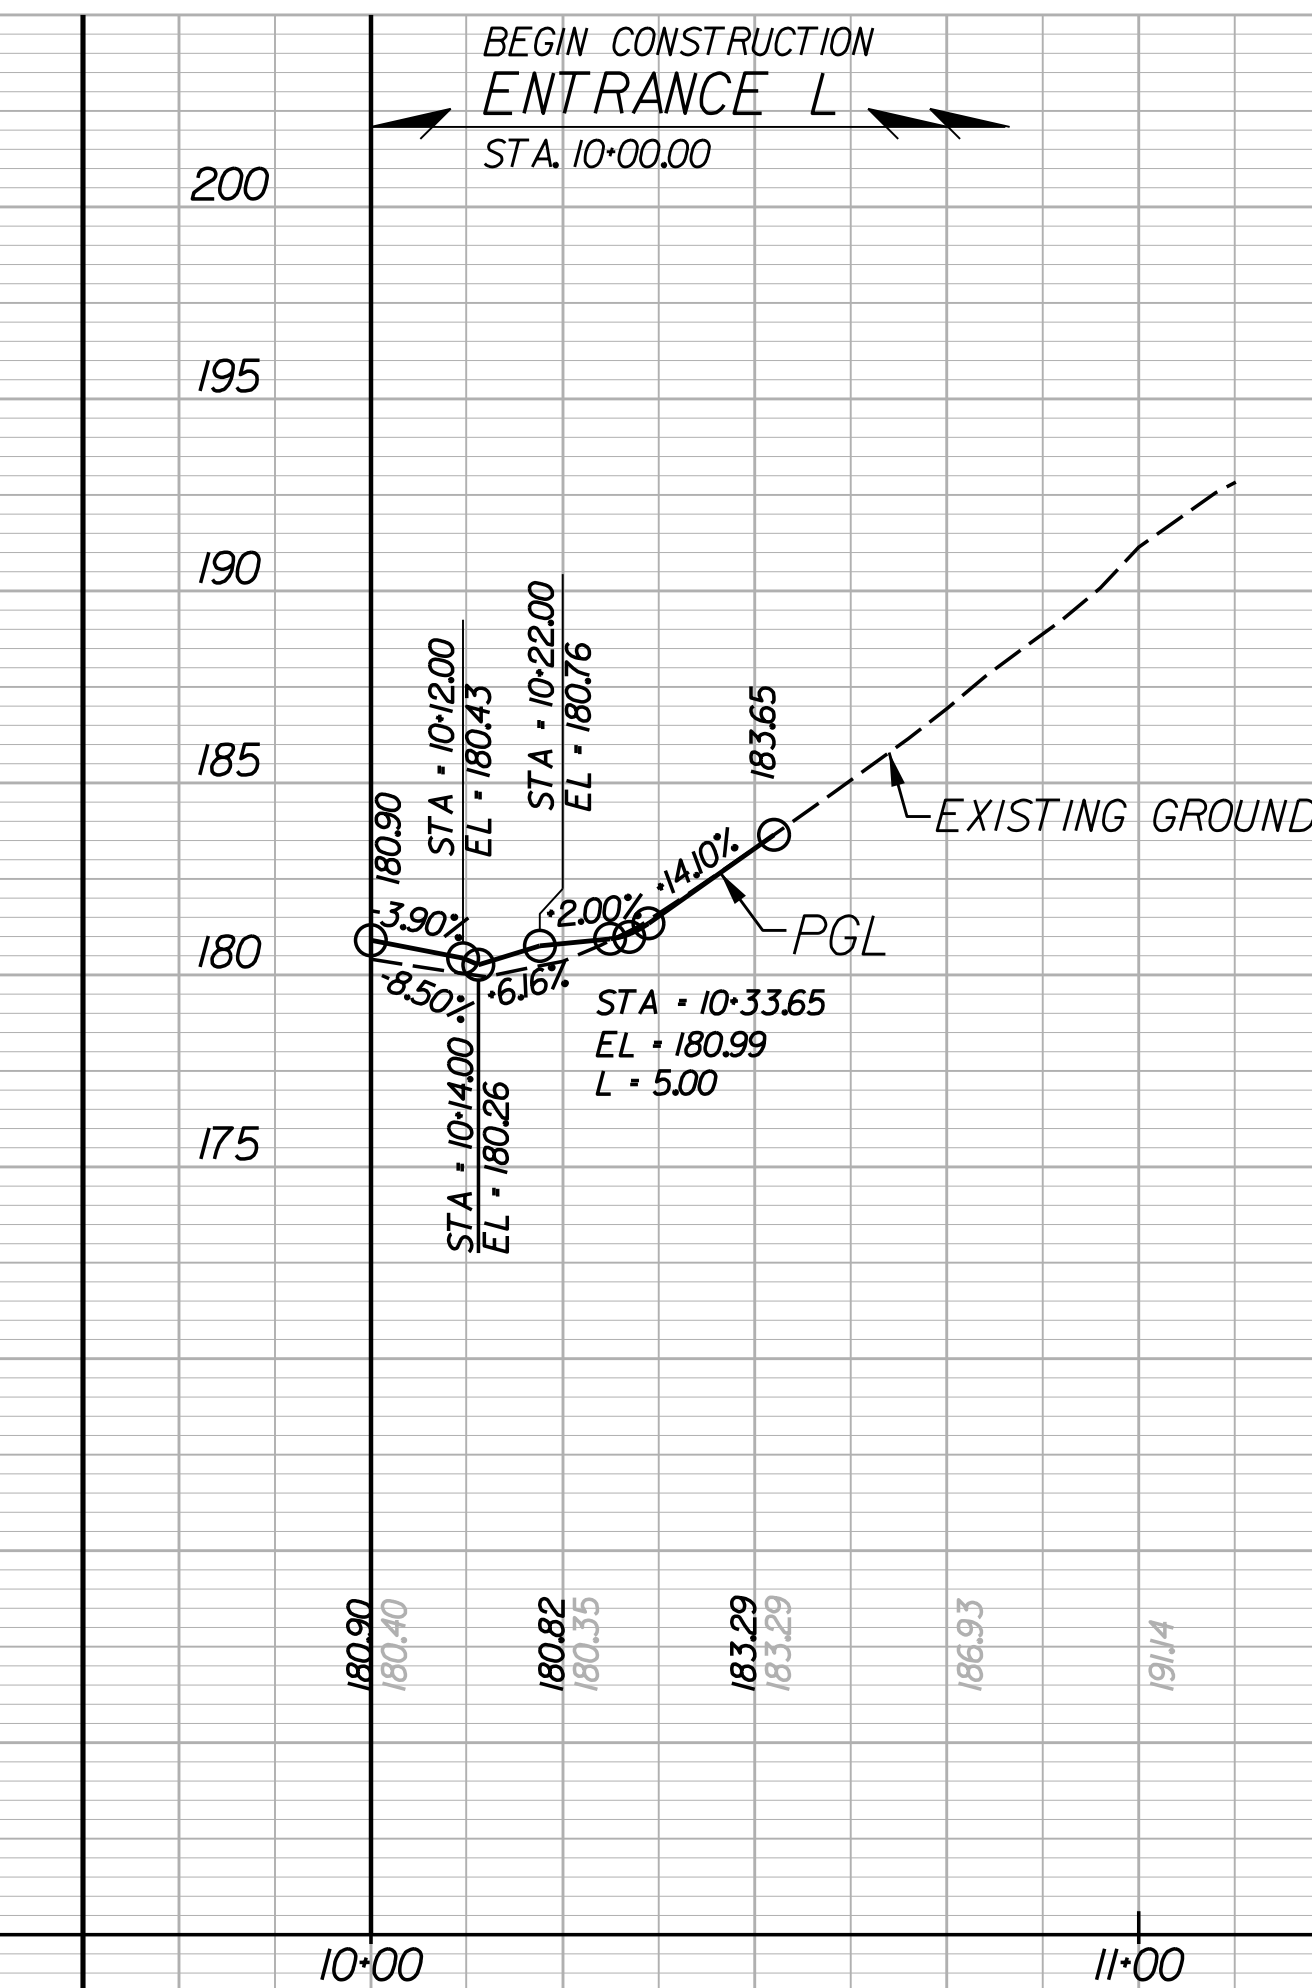 BEGIN CONSTRUCTION
ENTRANCE L
STA. 10+00.00
200
195
190
185
180
175
180.90
STA = 10+12.00
EL = 180.43
STA = 10+22.00
EL = 180.76
183.65
-3.90%
+2.00%
+14.10%
-8.50%
+6.16%
EXISTING GROUND
PGL
STA = 10+33.65
EL = 180.99
L = 5.00
STA = 10+14.00
EL = 180.26
180.90
180.40
180.82
180.35
183.29
183.29
186.93
191.14
10+00
11+00